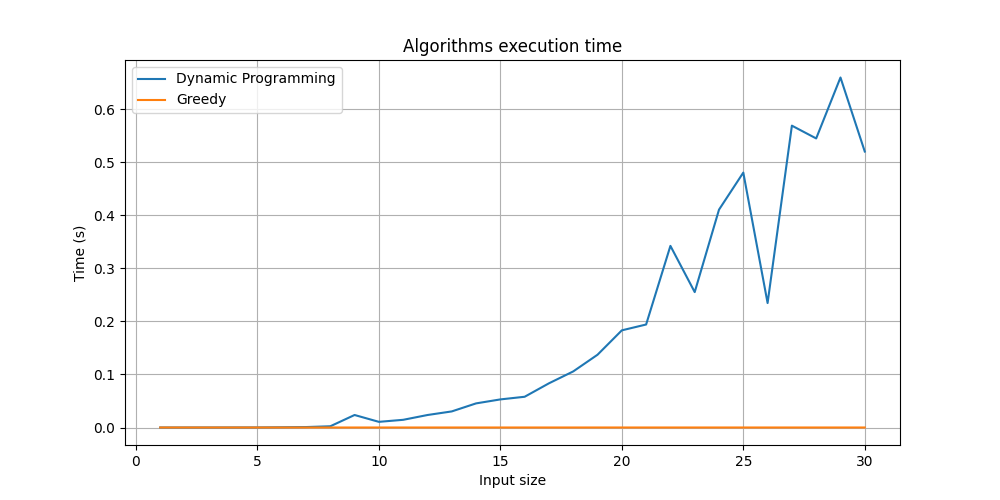 Algorithms execution time
Dynamic Programming
Greedy
Time (s)
0.6
0.5
0.4
0.3
0.2
0.1
0.0
0 5 10 15 20 25 30
Input size